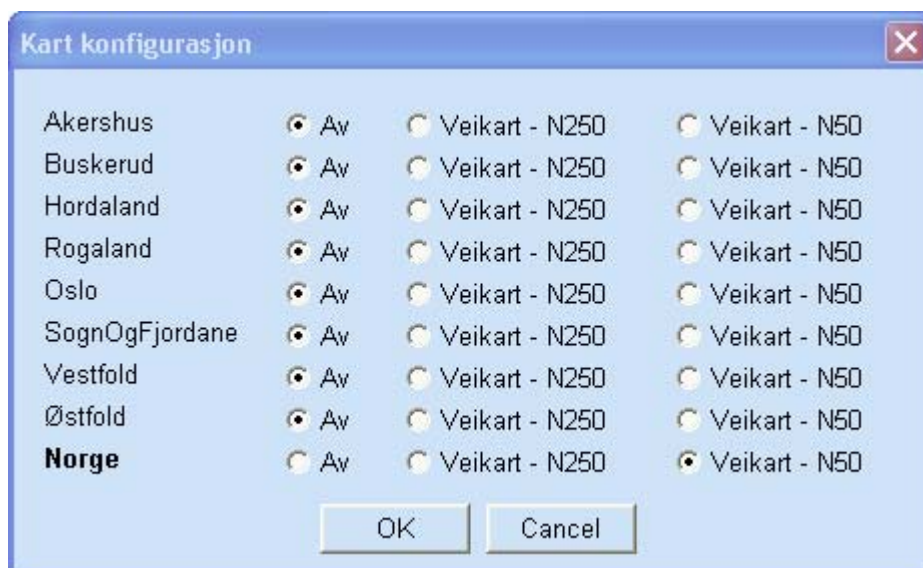 Kart konfigurasjon
Akershus Av Veikart - N250 Veikart - N50
Buskerud Av Veikart - N250 Veikart - N50
Hordaland Av Veikart - N250 Veikart - N50
Rogaland Av Veikart - N250 Veikart - N50
Oslo Av Veikart - N250 Veikart - N50
SognOgFjordane Av Veikart - N250 Veikart - N50
Vestfold Av Veikart - N250 Veikart - N50
Østfold Av Veikart - N250 Veikart - N50
Norge Av Veikart - N250 Veikart - N50
OK Cancel